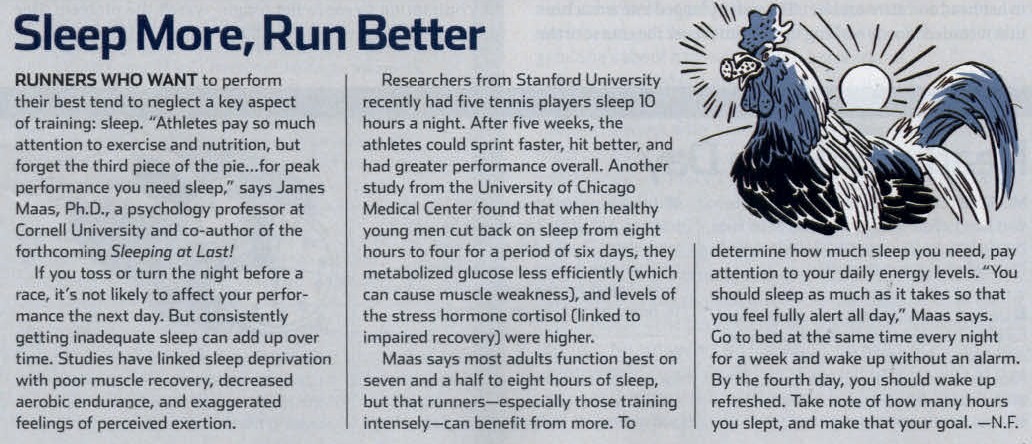 Sleep More, Run Better
RUNNERS WHO WANT to perform
their best tend to neglect a key aspect
of training: sleep. “Athletes pay so much
attention to exercise and nutrition, but
forget the third piece of the pie...for peak
performance you need sleep,” says James
Maas, Ph.D., a psychology professor at
Cornell University and co-author of the
forthcoming Sleeping at Last!
If you toss or turn the night before a
race, it’s not likely to affect your perfor-
mance the next day. But consistently
getting inadequate sleep can add up over
time. Studies have linked sleep deprivation
with poor muscle recovery, decreased
aerobic endurance, and exaggerated
feelings of perceived exertion.
Researchers from Stanford University
recently had five tennis players sleep 10
hours a night. After five weeks, the
athletes could sprint faster, hit better, and
had greater performance overall. Another
study from the University of Chicago
Medical Center found that when healthy
young men cut back on sleep from eight
hours to four for a period of six days, they
metabolized glucose less efficiently (which
can cause muscle weakness), and levels of
the stress hormone cortisol (linked to
impaired recovery) were higher.
Maas says most adults function best on
seven and a half to eight hours of sleep,
but that runners—especially those training
intensely—can benefit from more. To
determine how much sleep you need, pay
attention to your daily energy levels. “You
should sleep as much as it takes so that
you feel fully alert all day,” Maas says.
Go to bed at the same time every night
for a week and wake up without an alarm.
By the fourth day, you should wake up
refreshed. Take note of how many hours
you slept, and make that your goal. —N.F.